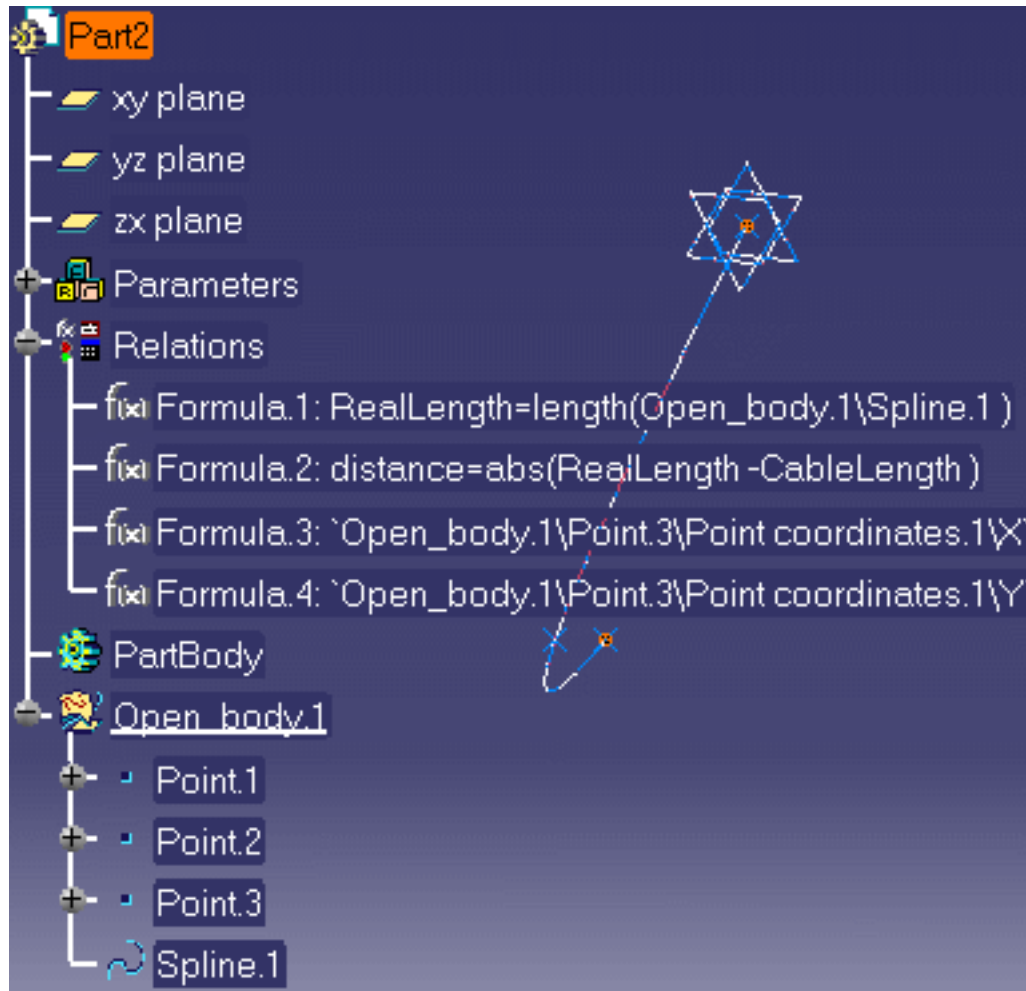 Part2
xy plane
yz plane
zx plane
Parameters
Relations
f(x) Formula.1: RealLength=length(Open_body.1\Spline.1 )
f(x) Formula.2: distance=abs(RealLength -CableLength )
f(x) Formula.3: `Open_body.1\Point.3\Point coordinates.1\X`
f(x) Formula.4: `Open_body.1\Point.3\Point coordinates.1\Y
PartBody
Open_body.1
Point.1
Point.2
Point.3
Spline.1